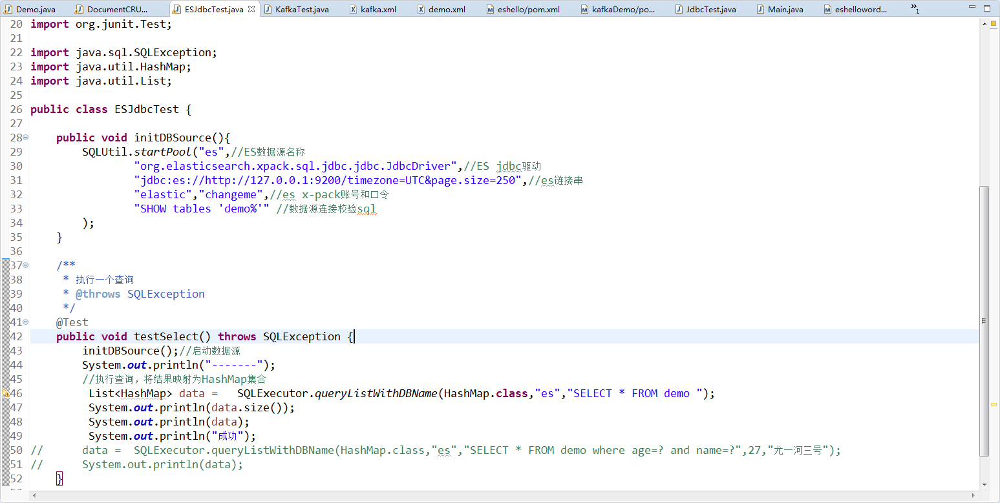 Demo.java DocumentCRU... ESJdbcTest.java KafkaTest.java kafka.xml demo.xml eshello/pom.xml kafkaDemo/po... JdbcTest.java Main.java eshelloword... »1
20 import org.junit.Test;
21
22 import java.sql.SQLException;
23 import java.util.HashMap;
24 import java.util.List;
25
26 public class ESJdbcTest {
27
28 public void initDBSource(){
29 SQLUtil.startPool("es",//ES数据源名称
30 "org.elasticsearch.xpack.sql.jdbc.jdbc.JdbcDriver",//ES jdbc驱动
31 "jdbc:es://http://127.0.0.1:9200/timezone=UTC&page.size=250",//es链接串
32 "elastic","changeme",//es x-pack账号和口令
33 "SHOW tables 'demo%'" //数据源连接校验sql
34 );
35 }
36
37 /**
38 * 执行一个查询
39 * @throws SQLException
40 */
41 @Test
42 public void testSelect() throws SQLException {
43 initDBSource();//启动数据源
44 System.out.println("-------");
45 //执行查询，将结果映射为HashMap集合
46 List<HashMap> data = SQLExecutor.queryListWithDBName(HashMap.class,"es","SELECT * FROM demo ");
47 System.out.println(data.size());
48 System.out.println(data);
49 System.out.println("成功");
50 // data = SQLExecutor.queryListWithDBName(HashMap.class,"es","SELECT * FROM demo where age=? and name=?",27,"尤一河三号");
51 // System.out.println(data);
52 }